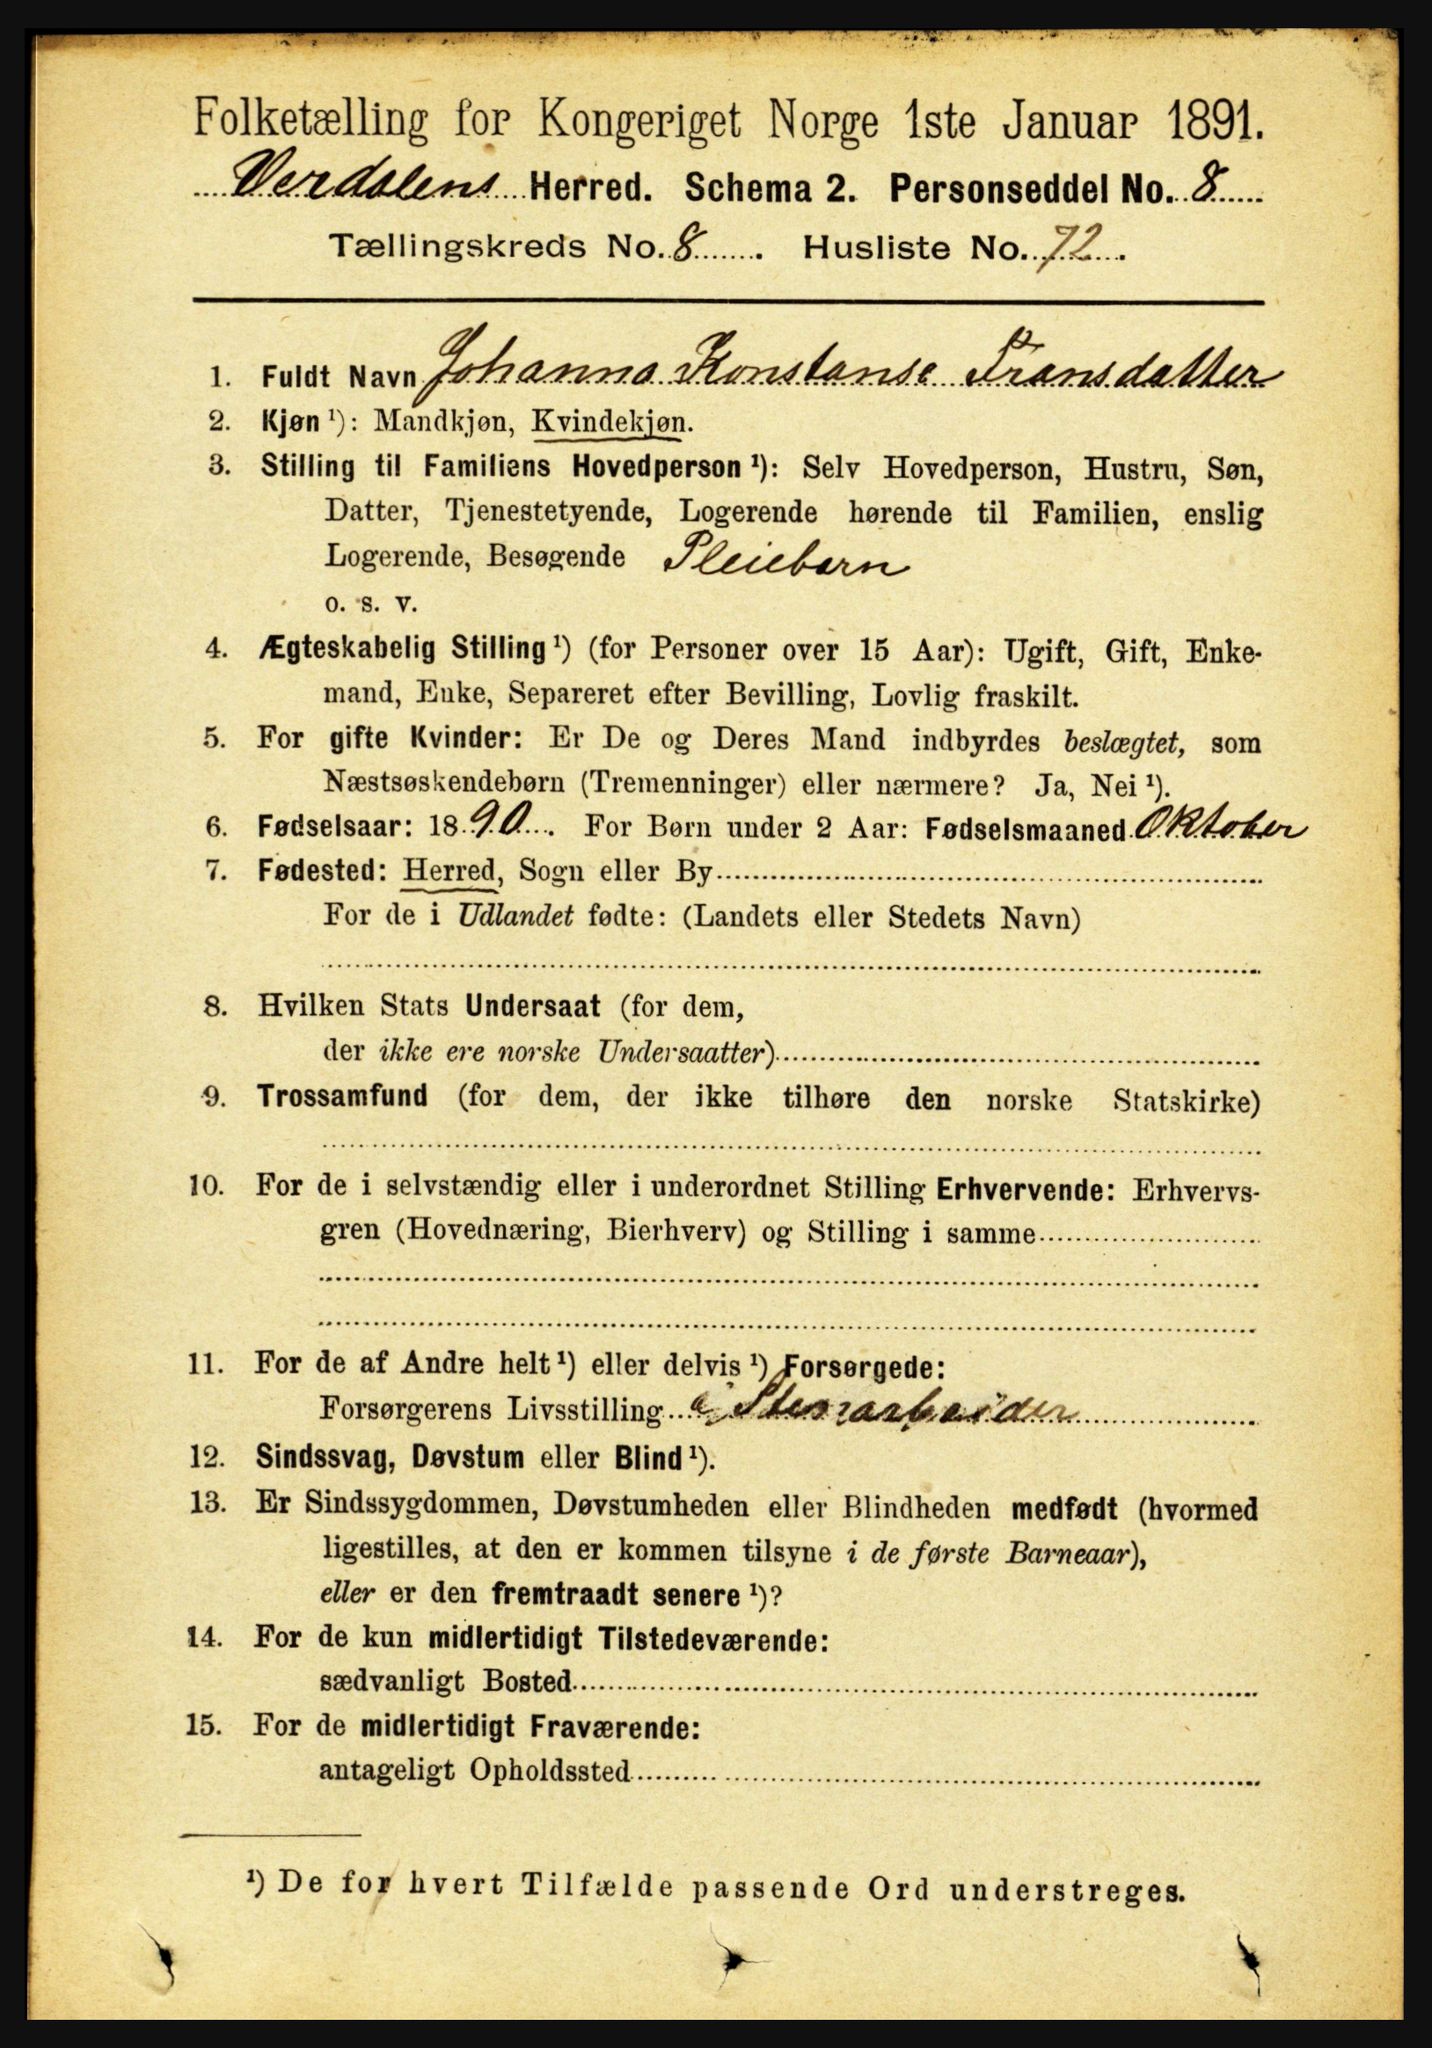 Folketælling for Kongeriget Norge 1ste Januar 1891.
Verdalens Herred. Schema 2. Personseddel No. 8
Tællingskreds No. 8. Husliste No. 72.
1. Fuldt Navn Johanna Konstanse Fransdatter
2. Kjøn ¹): Mandkjøn, Kvindekjøn.
3. Stilling til Familiens Hovedperson ¹): Selv Hovedperson, Hustru, Søn,
Datter, Tjenestetyende, Logerende hørende til Familien, enslig
Logerende, Besøgende Pleiebarn
o. s. v.
4. Ægteskabelig Stilling ¹) (for Personer over 15 Aar): Ugift, Gift, Enke-
mand, Enke, Separeret efter Bevilling, Lovlig fraskilt.
5. For gifte Kvinder: Er De og Deres Mand indbyrdes beslægtet, som
Næstsøskendebørn (Tremenninger) eller nærmere? Ja, Nei ¹).
6. Fødselsaar: 1890. For Børn under 2 Aar: Fødselsmaaned Oktober
7. Fødested: Herred, Sogn eller By
For de i Udlandet fødte: (Landets eller Stedets Navn)
8. Hvilken Stats Undersaat (for dem,
der ikke ere norske Undersaatter)
9. Trossamfund (for dem, der ikke tilhøre den norske Statskirke)
10. For de i selvstændig eller i underordnet Stilling Erhvervende: Erhvervs-
gren (Hovednæring, Bierhverv) og Stilling i samme
11. For de af Andre helt ¹) eller delvis ¹) Forsørgede:
Forsørgerens Livsstilling Stenarbeider
12. Sindssvag, Døvstum eller Blind ¹).
13. Er Sindssygdommen, Døvstumheden eller Blindheden medfødt (hvormed
ligestilles, at den er kommen tilsyne i de første Barneaar),
eller er den fremtraadt senere ¹)?
14. For de kun midlertidigt Tilstedeværende:
sædvanligt Bosted
15. For de midlertidigt Fraværende:
antageligt Opholdssted
¹) De for hvert Tilfælde passende Ord understreges.